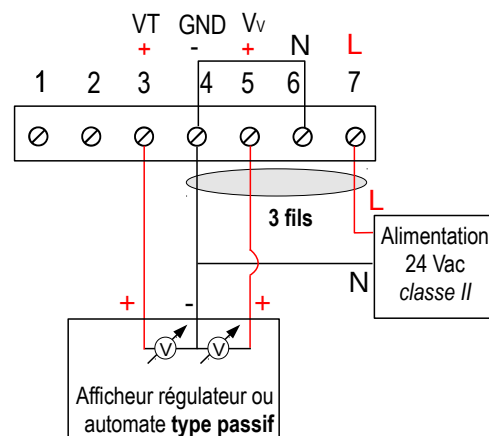 VT GND Vv N L
+ - +
1 2 3 4 5 6 7
3 fils
L
Alimentation
24 Vac
classe II
N
+ - +
V V
Afficheur régulateur ou
automate type passif